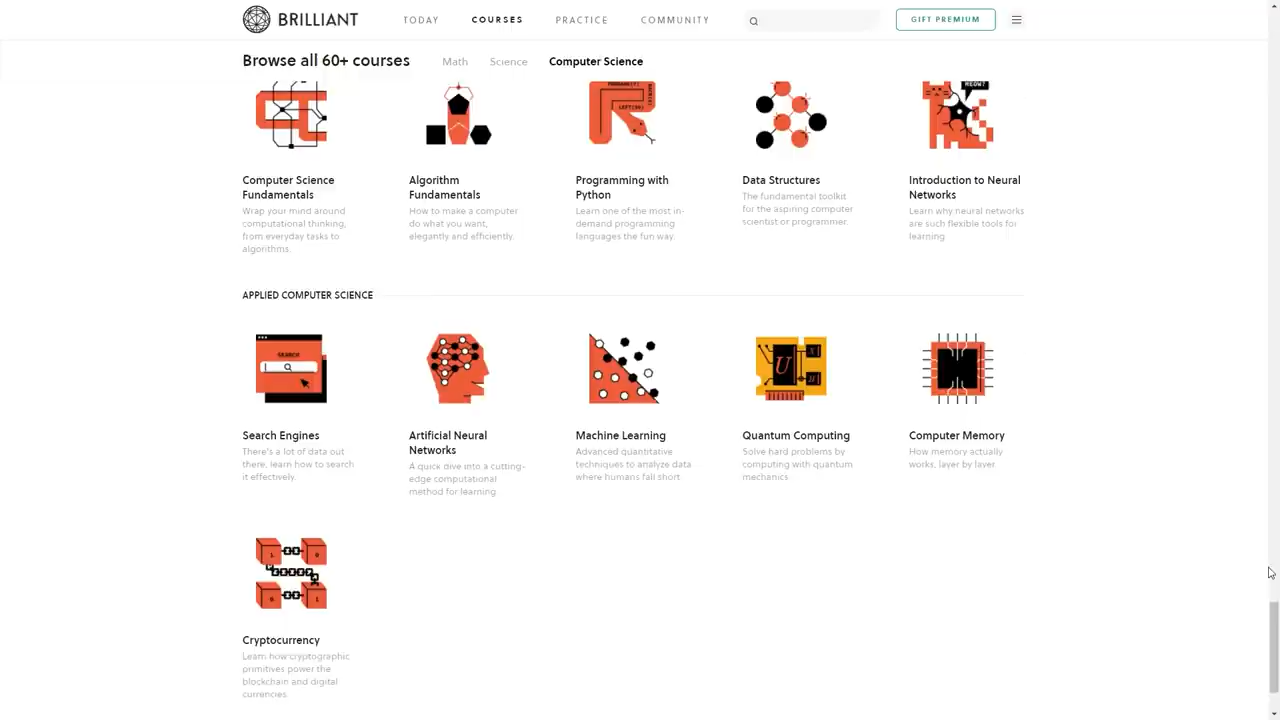 BRILLIANT
TODAY
COURSES
PRACTICE
COMMUNITY
GIFT PREMIUM
Browse all 60+ courses
Math
Science
Computer Science
LEFT(90)
MEOW!
Computer Science
Fundamentals
Wrap your mind around
computational thinking,
from everyday tasks to
algorithms.
Algorithm
Fundamentals
How to make a computer
do what you want,
elegantly and efficiently.
Programming with
Python
Learn one of the most in-
demand programming
languages the fun way.
Data Structures
The fundamental toolkit
for the aspiring computer
scientist or programmer.
Introduction to Neural
Networks
Learn why neural networks
are such flexible tools for
learning
APPLIED COMPUTER SCIENCE
SEARCH
U
Search Engines
There's a lot of data out
there, learn how to search
it effectively.
Artificial Neural
Networks
A quick dive into a cutting-
edge computational
method for learning
Machine Learning
Advanced quantitative
techniques to analyze data
where humans fall short
Quantum Computing
Solve hard problems by
computing with quantum
mechanics
Computer Memory
How memory actually
works, layer by layer
1 0
0 1
Cryptocurrency
Learn how cryptographic
primitives power the
blockchain and digital
currencies.